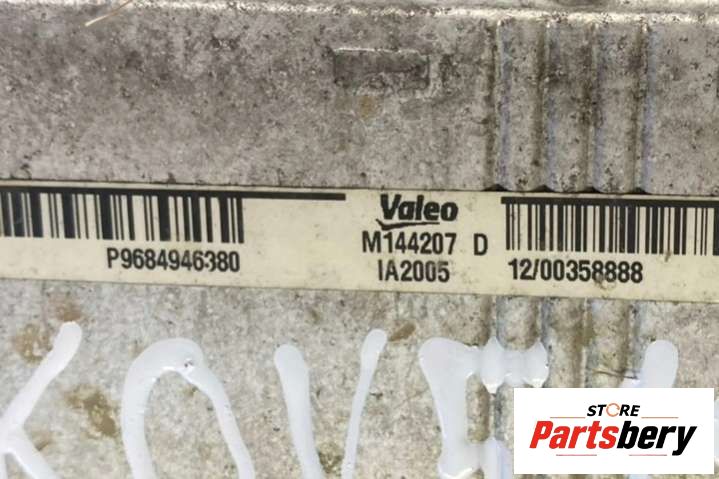 Valeo
P9684946380
M144207 D
IA2005
12/00358888
STORE
Partsbery